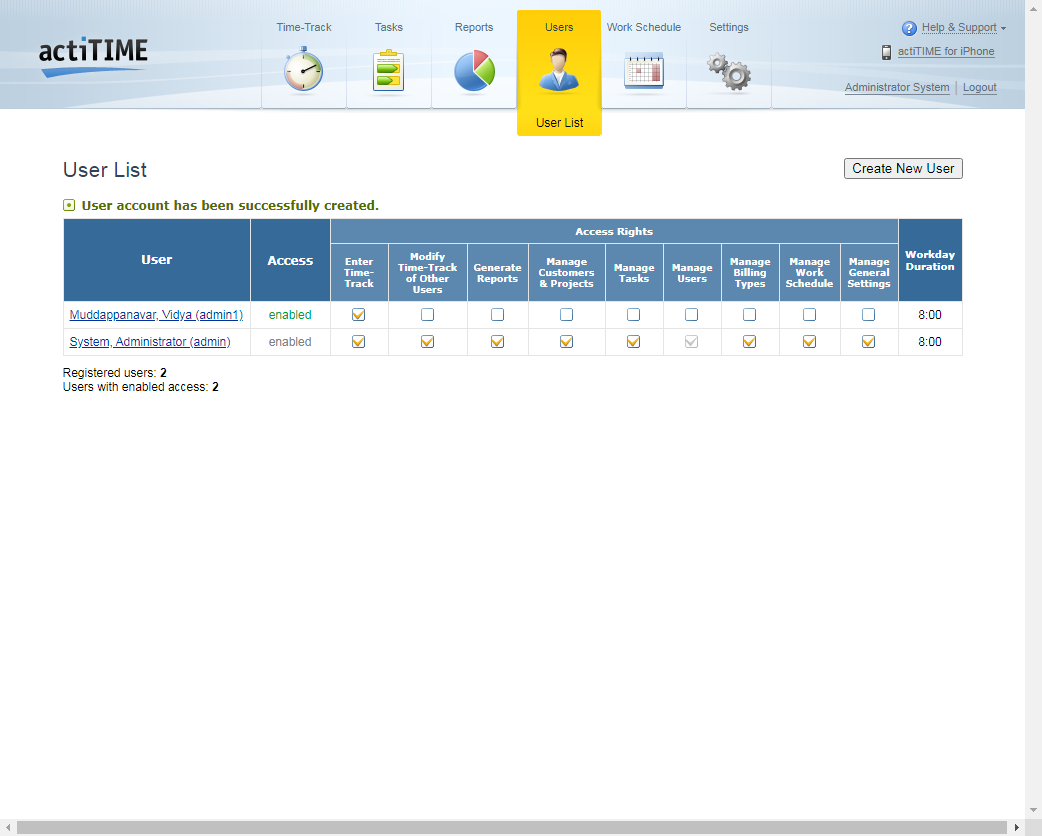 actiTIME
Time-Track
Tasks
Reports
Users
Work Schedule
Settings
Help & Support
actiTIME for iPhone
Administrator System | Logout
User List
User List
Create New User
User account has been successfully created.
User
Access
Access Rights
Workday Duration
Enter Time-Track
Modify Time-Track of Other Users
Generate Reports
Manage Customers & Projects
Manage Tasks
Manage Users
Manage Billing Types
Manage Work Schedule
Manage General Settings
Muddappanavar, Vidya (admin1) enabled 8:00
System, Administrator (admin) enabled 8:00
Registered users: 2
Users with enabled access: 2